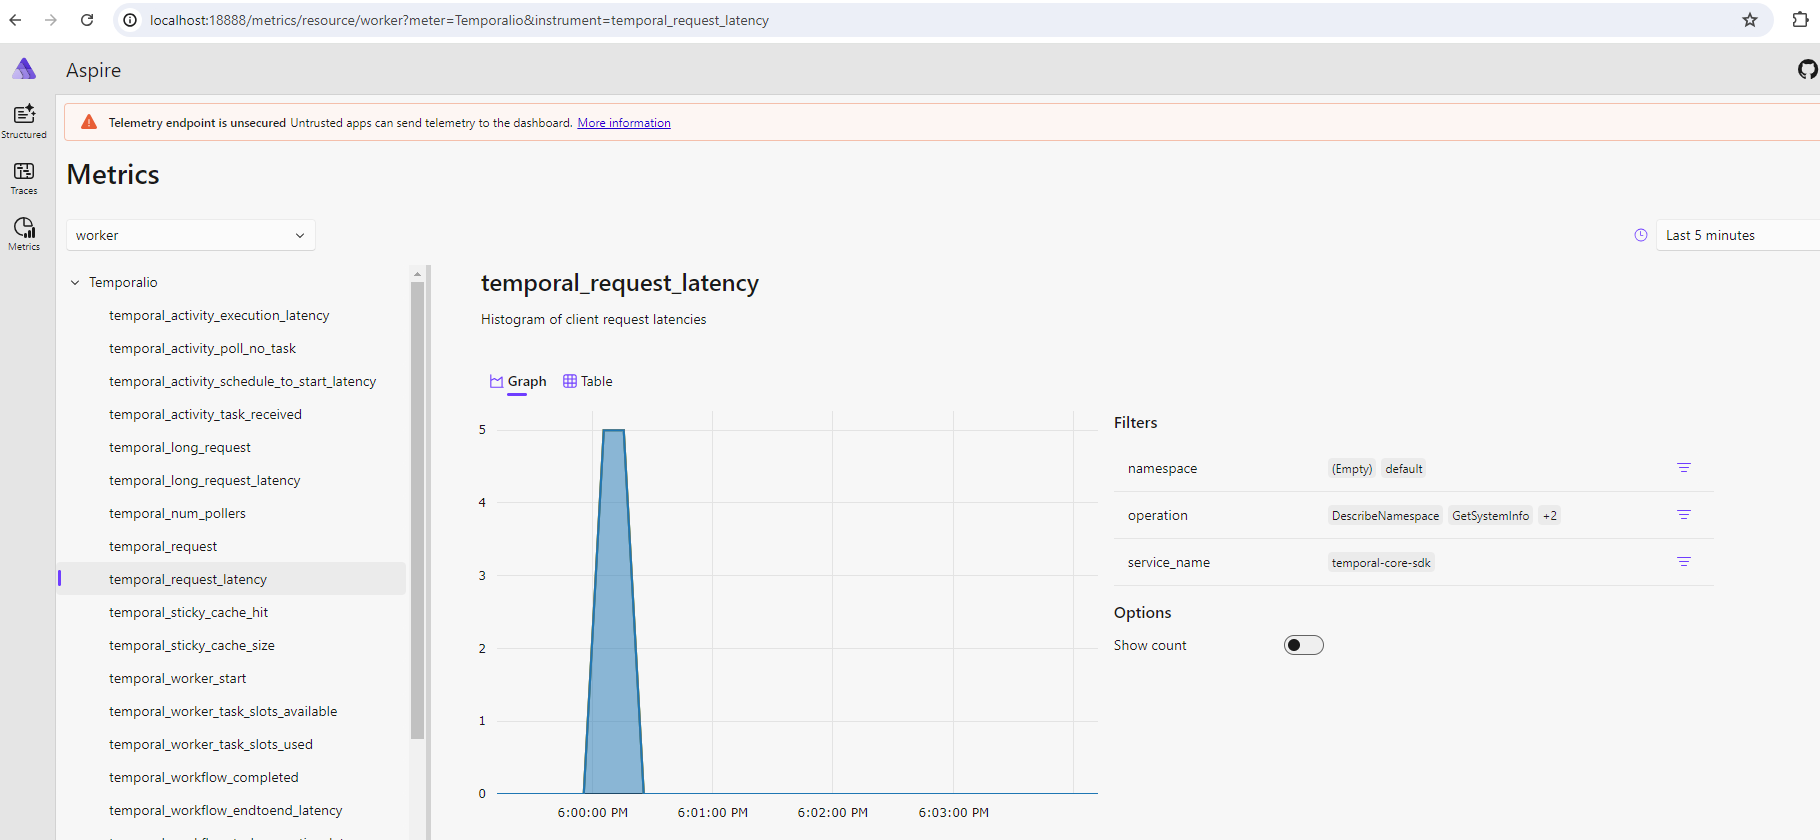 localhost:18888/metrics/resource/worker?meter=Temporalio&instrument=temporal_request_latency
Aspire
Structured
Traces
Metrics
Telemetry endpoint is unsecured Untrusted apps can send telemetry to the dashboard. More information
Metrics
worker
Last 5 minutes
Temporalio
temporal_activity_execution_latency
temporal_activity_poll_no_task
temporal_activity_schedule_to_start_latency
temporal_activity_task_received
temporal_long_request
temporal_long_request_latency
temporal_num_pollers
temporal_request
temporal_request_latency
temporal_sticky_cache_hit
temporal_sticky_cache_size
temporal_worker_start
temporal_worker_task_slots_available
temporal_worker_task_slots_used
temporal_workflow_completed
temporal_workflow_endtoend_latency
temporal_request_latency
Histogram of client request latencies
Graph Table
5
4
3
2
1
0
6:00:00 PM 6:01:00 PM 6:02:00 PM 6:03:00 PM
Filters
namespace (Empty) default
operation DescribeNamespace GetSystemInfo +2
service_name temporal-core-sdk
Options
Show count